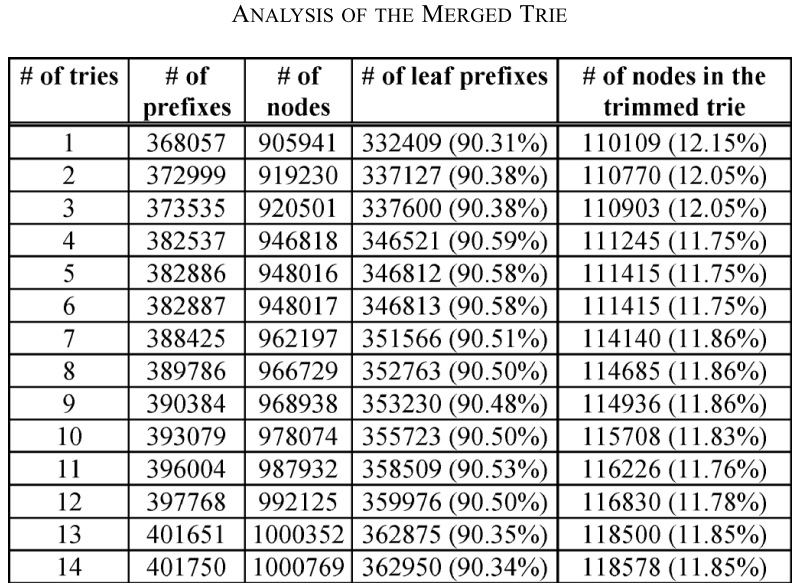 ANALYSIS OF THE MERGED TRIE
# of tries # of prefixes # of nodes # of leaf prefixes # of nodes in the trimmed trie
1 368057 905941 332409 (90.31%) 110109 (12.15%)
2 372999 919230 337127 (90.38%) 110770 (12.05%)
3 373535 920501 337600 (90.38%) 110903 (12.05%)
4 382537 946818 346521 (90.59%) 111245 (11.75%)
5 382886 948016 346812 (90.58%) 111415 (11.75%)
6 382887 948017 346813 (90.58%) 111415 (11.75%)
7 388425 962197 351566 (90.51%) 114140 (11.86%)
8 389786 966729 352763 (90.50%) 114685 (11.86%)
9 390384 968938 353230 (90.48%) 114936 (11.86%)
10 393079 978074 355723 (90.50%) 115708 (11.83%)
11 396004 987932 358509 (90.53%) 116226 (11.76%)
12 397768 992125 359976 (90.50%) 116830 (11.78%)
13 401651 1000352 362875 (90.35%) 118500 (11.85%)
14 401750 1000769 362950 (90.34%) 118578 (11.85%)